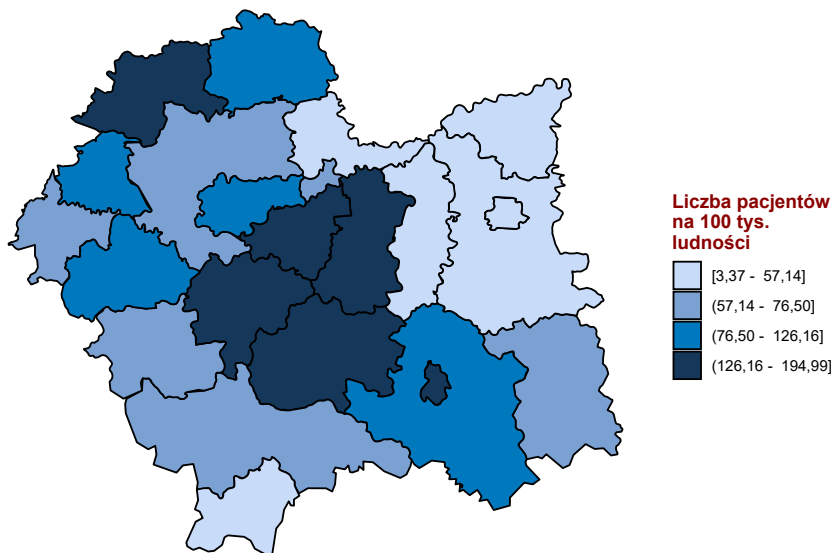 Liczba pacjentów
na 100 tys.
ludności
[3,37 - 57,14]
(57,14 - 76,50]
(76,50 - 126,16]
(126,16 - 194,99]